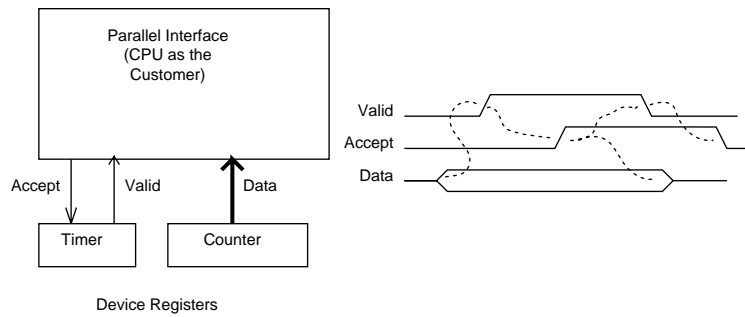 Parallel Interface
(CPU as the
Customer)
Accept
Valid
Data
Timer
Counter
Device Registers
Valid
Accept
Data